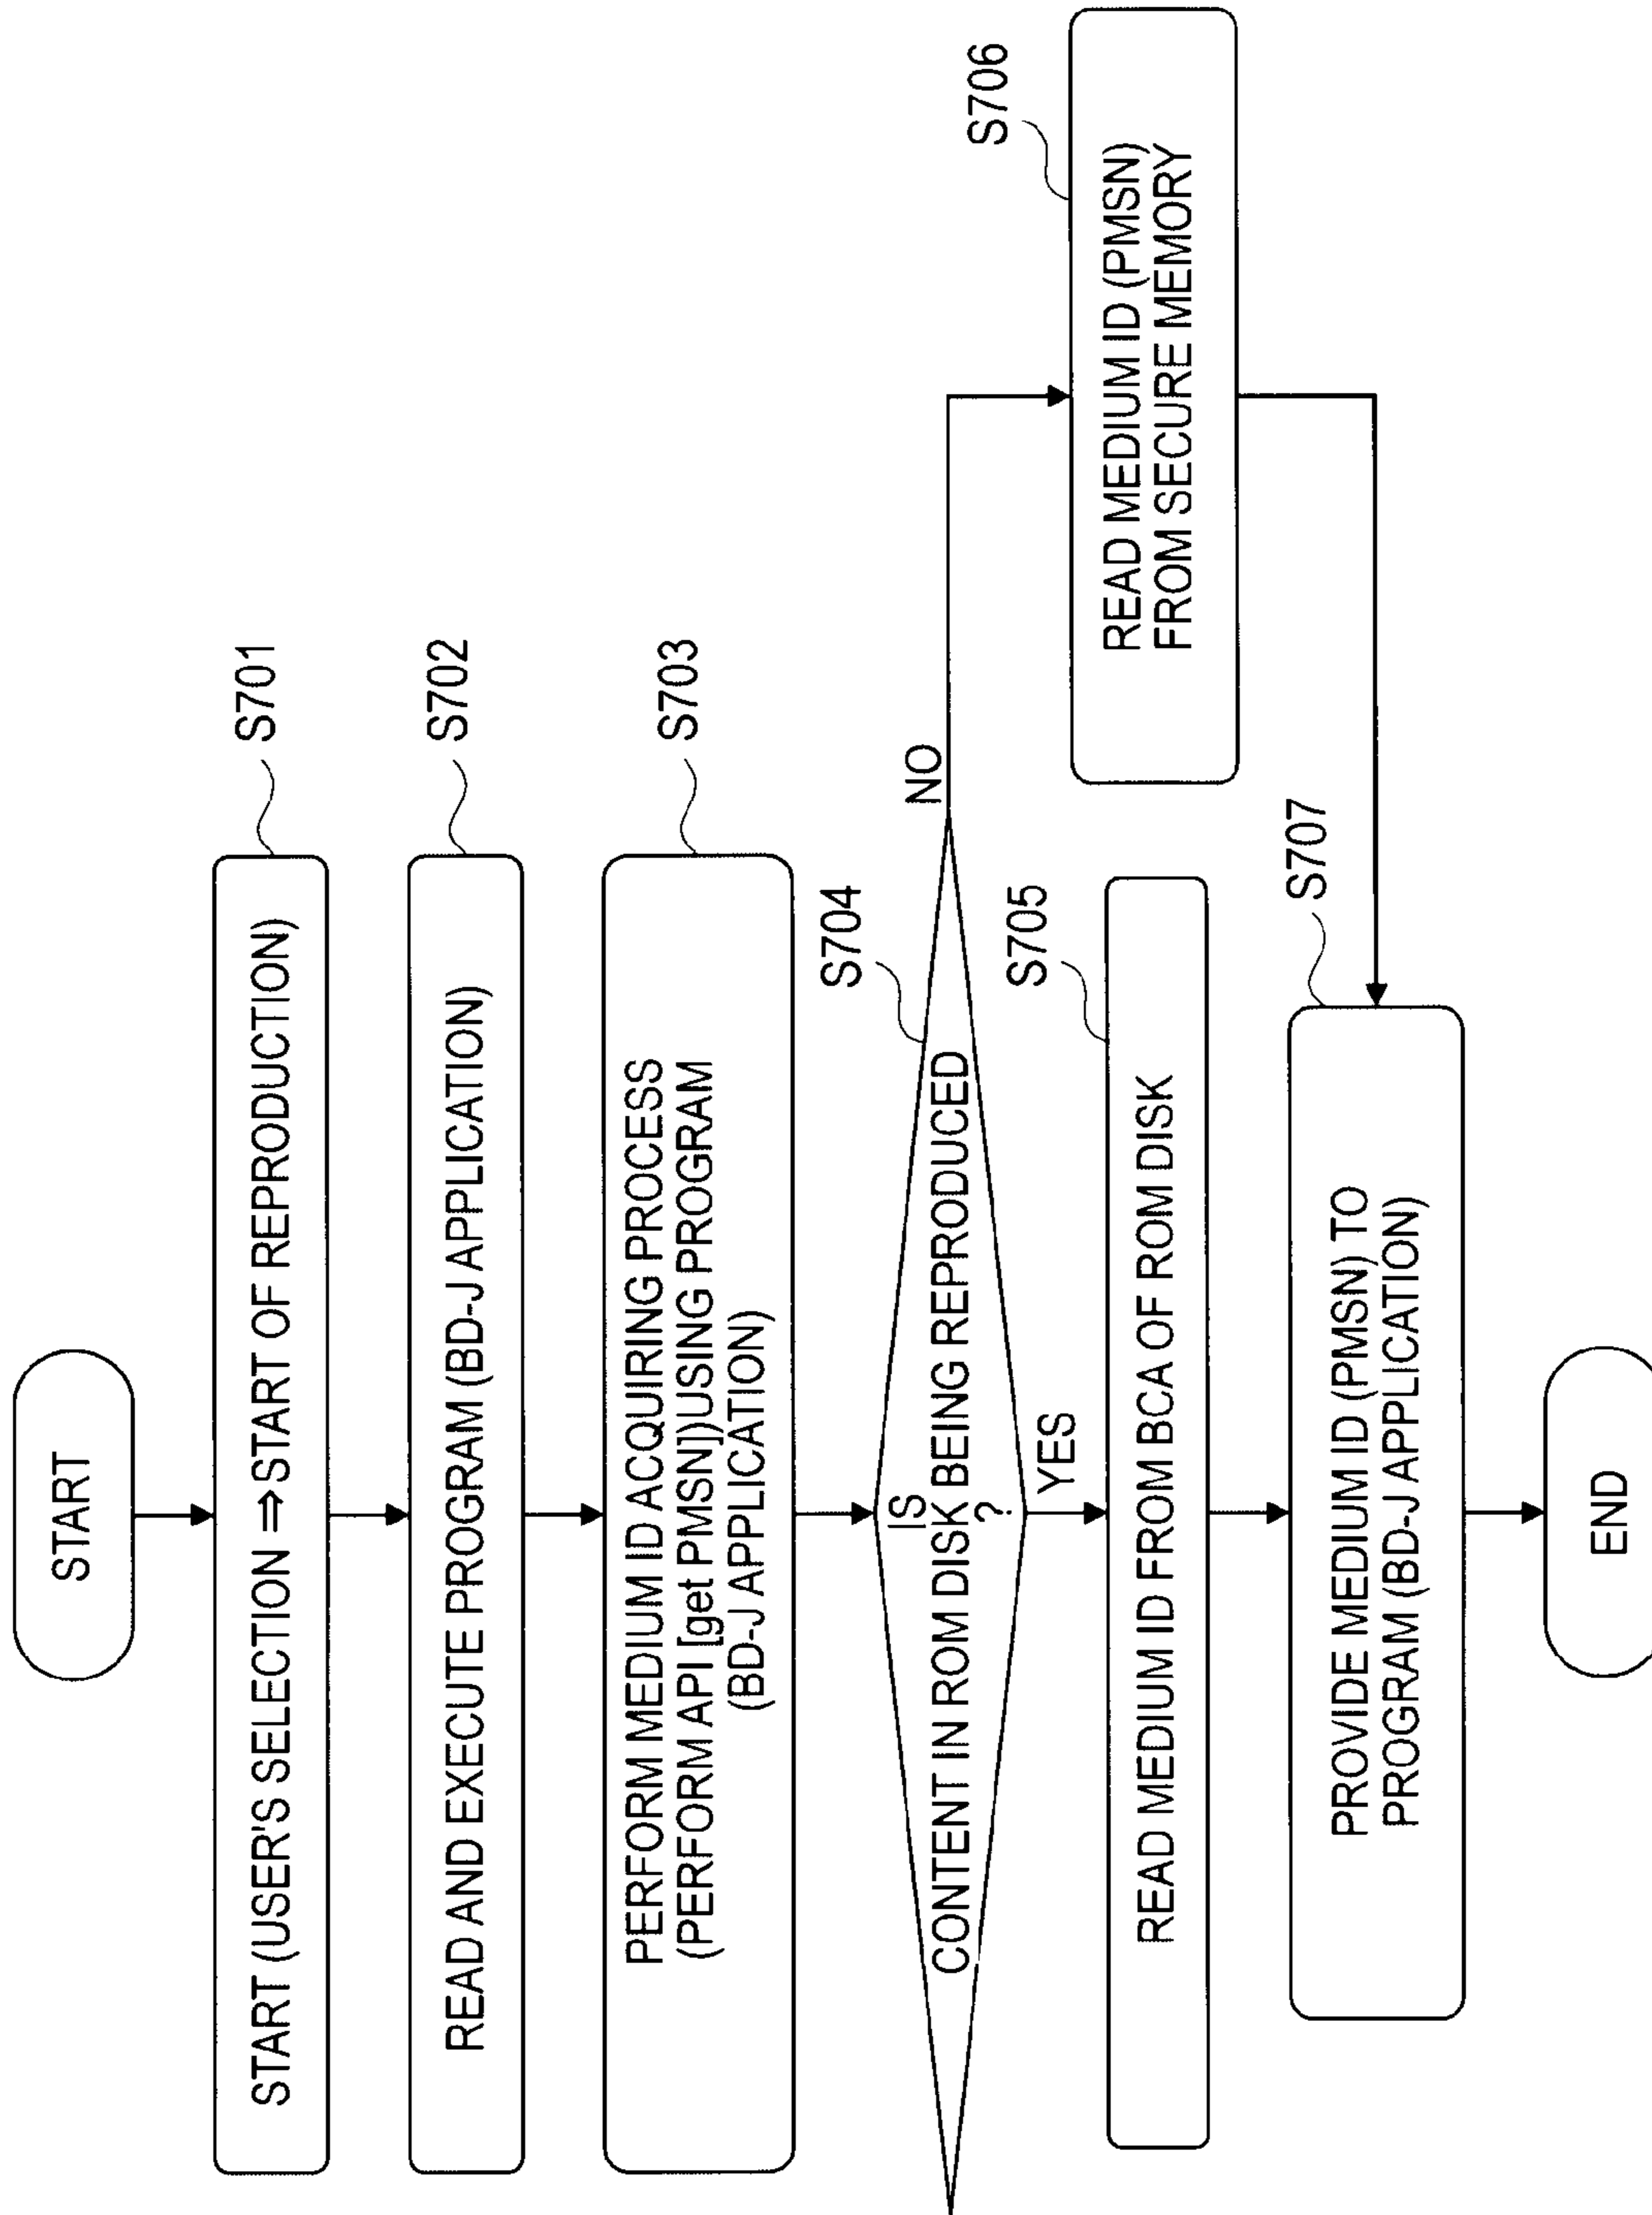 START
START (USER'S SELECTION ⇒ START OF REPRODUCTION)
S701
READ AND EXECUTE PROGRAM (BD-J APPLICATION)
S702
PERFORM MEDIUM ID ACQUIRING PROCESS
(PERFORM API [get PMSN])USING PROGRAM
(BD-J APPLICATION)
S703
IS
CONTENT IN ROM DISK BEING REPRODUCED
?
S704
NO
YES
READ MEDIUM ID FROM BCA OF ROM DISK
S705
READ MEDIUM ID (PMSN)
FROM SECURE MEMORY
S706
PROVIDE MEDIUM ID (PMSN) TO
PROGRAM (BD-J APPLICATION)
S707
END